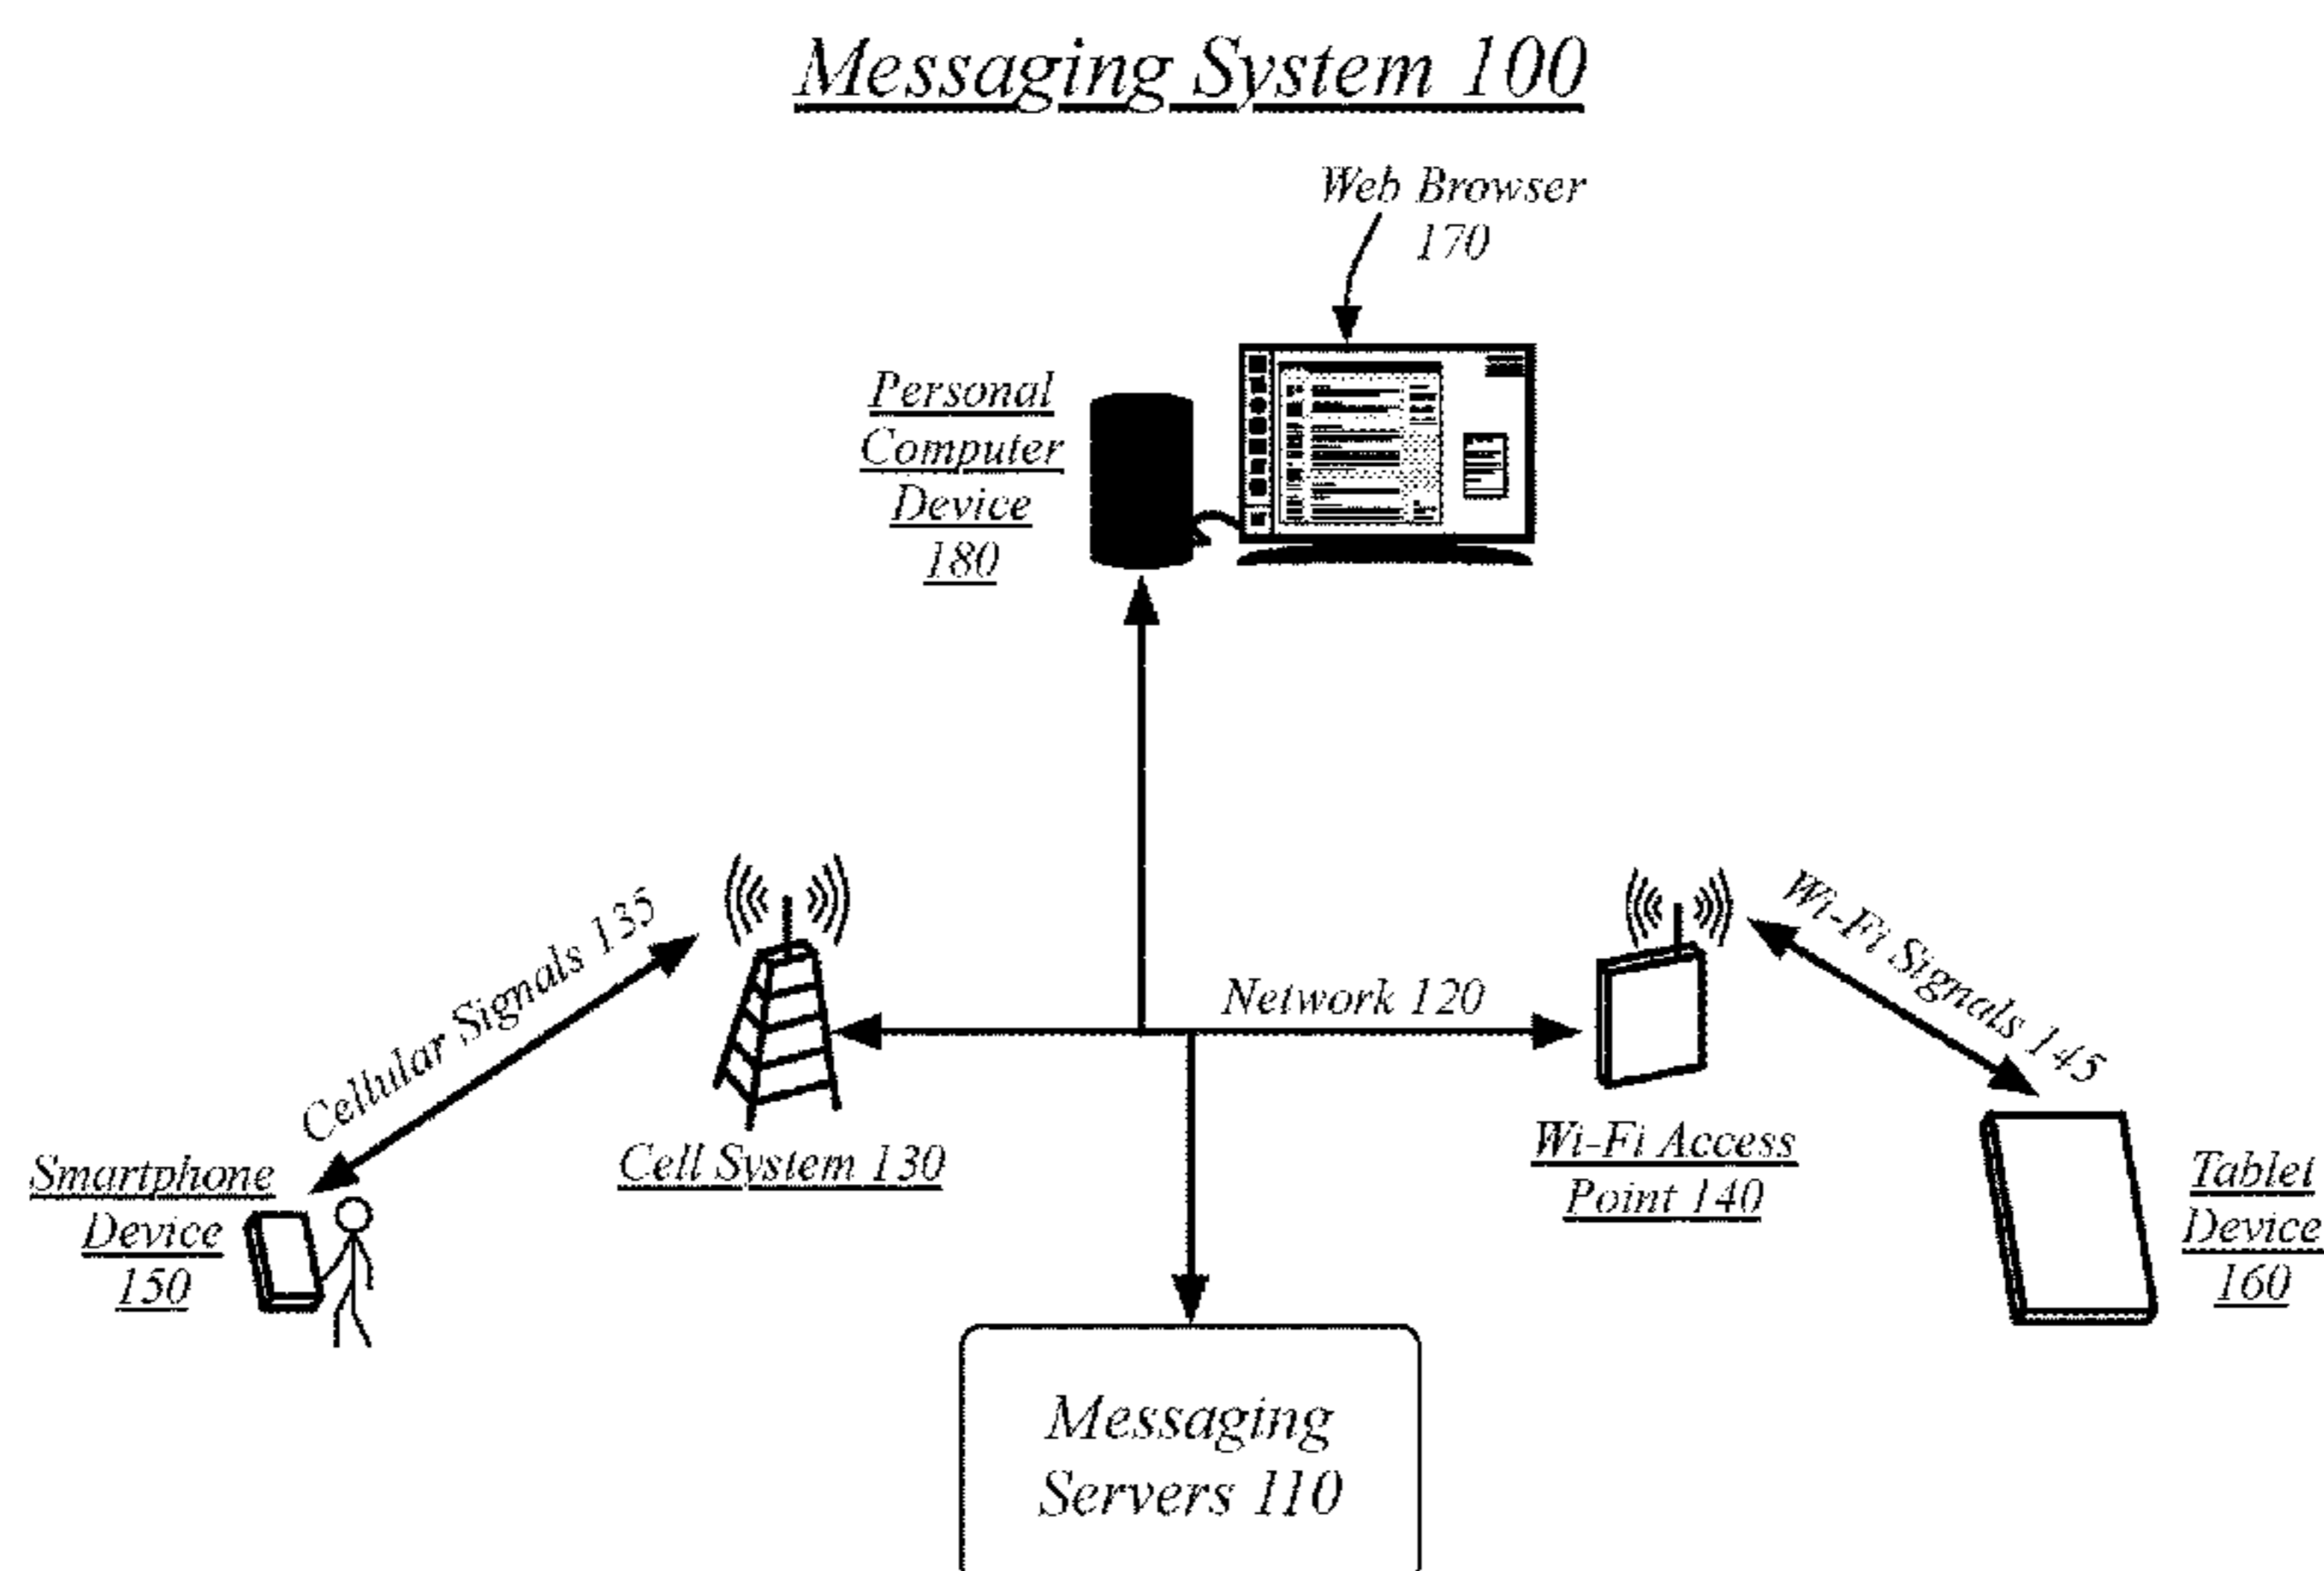 Messaging System 100
Web Browser
170
Personal
Computer
Device
180
Cellular Signals 135
Wi-Fi Signals 145
Network 120
Cell System 130
Wi-Fi Access
Point 140
Smartphone
Device
150
Tablet
Device
160
Messaging
Servers 110